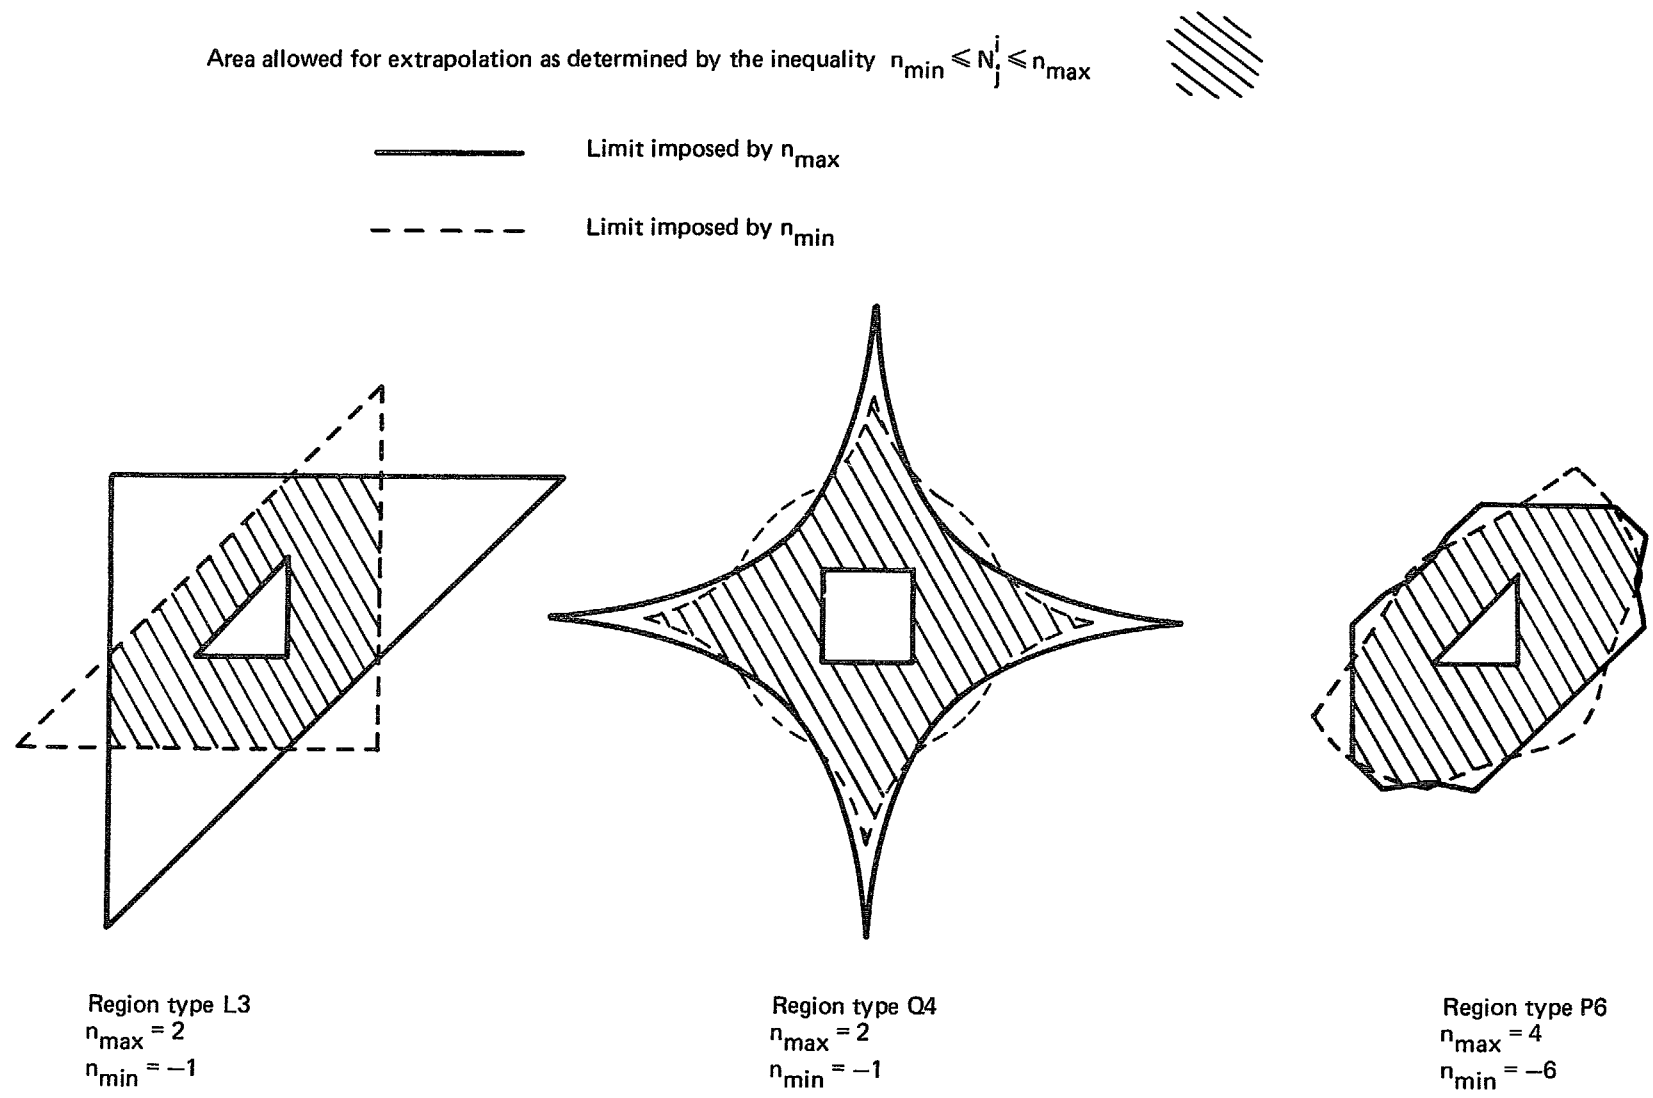 Area allowed for extrapolation as determined by the inequality n_min ≤ N_j^i ≤ n_max
Limit imposed by n_max
Limit imposed by n_min
Region type L3
n_max = 2
n_min = −1
Region type Q4
n_max = 2
n_min = −1
Region type P6
n_max = 4
n_min = −6